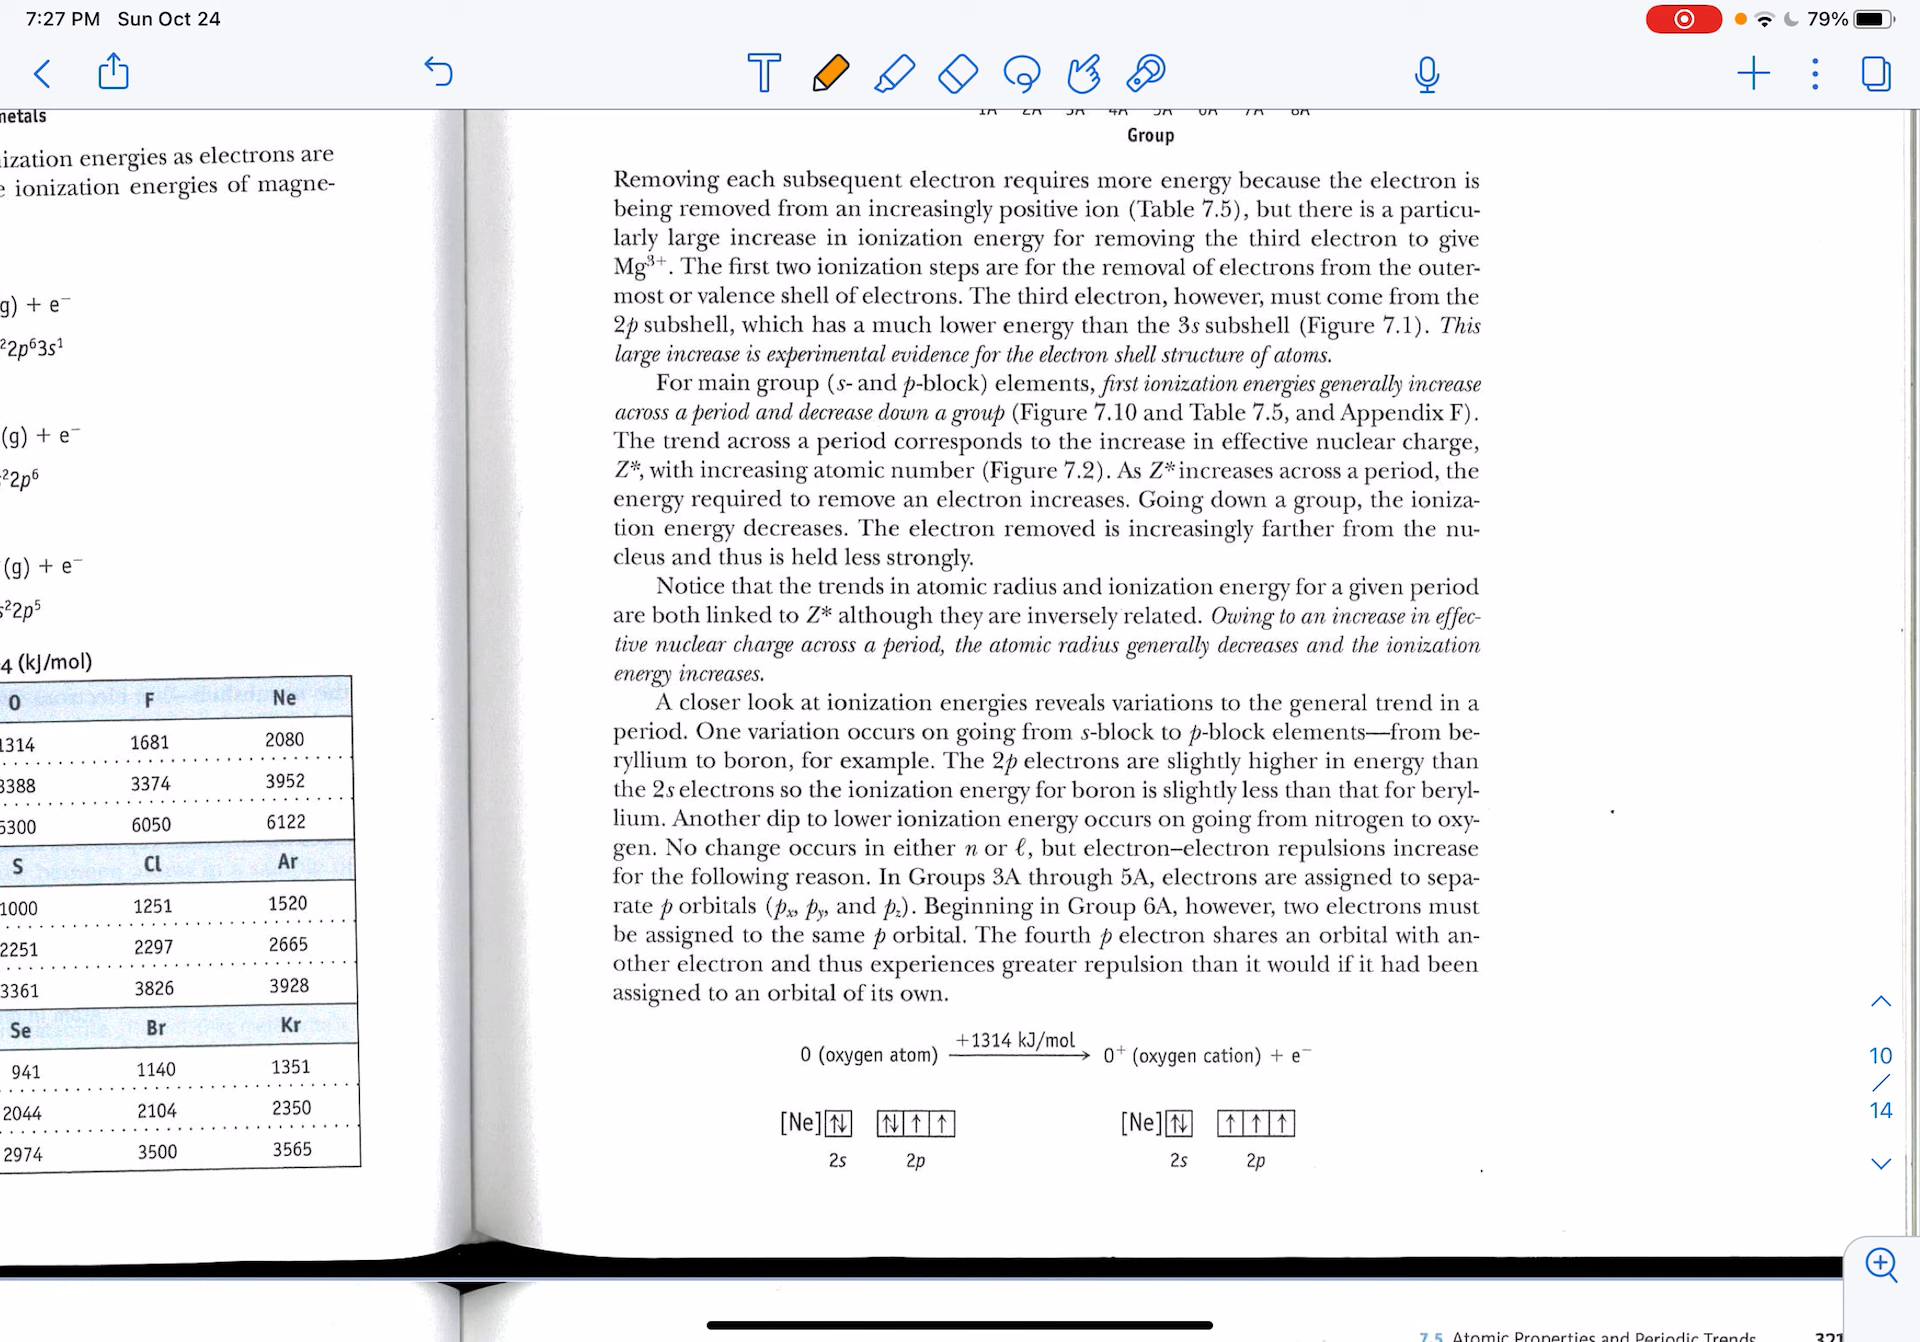 7:27 PM Sun Oct 24
79%
metals
ization energies as electrons are
e ionization energies of magne-
g) + e⁻
²2p⁶3s¹
(g) + e⁻
²2p⁶
(g) + e⁻
s²2p⁵
4 (kJ/mol)
O F Ne
1314 1681 2080
3388 3374 3952
5300 6050 6122
S Cl Ar
1000 1251 1520
2251 2297 2665
3361 3826 3928
Se Br Kr
941 1140 1351
2044 2104 2350
2974 3500 3565
1A 2A 3A 4A 5A 6A 7A 8A
Group
Removing each subsequent electron requires more energy because the electron is
being removed from an increasingly positive ion (Table 7.5), but there is a particu-
larly large increase in ionization energy for removing the third electron to give
Mg³⁺. The first two ionization steps are for the removal of electrons from the outer-
most or valence shell of electrons. The third electron, however, must come from the
2p subshell, which has a much lower energy than the 3s subshell (Figure 7.1). This
large increase is experimental evidence for the electron shell structure of atoms.
For main group (s- and p-block) elements, first ionization energies generally increase
across a period and decrease down a group (Figure 7.10 and Table 7.5, and Appendix F).
The trend across a period corresponds to the increase in effective nuclear charge,
Z*, with increasing atomic number (Figure 7.2). As Z* increases across a period, the
energy required to remove an electron increases. Going down a group, the ioniza-
tion energy decreases. The electron removed is increasingly farther from the nu-
cleus and thus is held less strongly.
Notice that the trends in atomic radius and ionization energy for a given period
are both linked to Z* although they are inversely related. Owing to an increase in effec-
tive nuclear charge across a period, the atomic radius generally decreases and the ionization
energy increases.
A closer look at ionization energies reveals variations to the general trend in a
period. One variation occurs on going from s-block to p-block elements—from be-
ryllium to boron, for example. The 2p electrons are slightly higher in energy than
the 2s electrons so the ionization energy for boron is slightly less than that for beryl-
lium. Another dip to lower ionization energy occurs on going from nitrogen to oxy-
gen. No change occurs in either n or ℓ, but electron–electron repulsions increase
for the following reason. In Groups 3A through 5A, electrons are assigned to sepa-
rate p orbitals (pₓ, pᵧ, and p_z). Beginning in Group 6A, however, two electrons must
be assigned to the same p orbital. The fourth p electron shares an orbital with an-
other electron and thus experiences greater repulsion than it would if it had been
assigned to an orbital of its own.
O (oxygen atom) +1314 kJ/mol → O⁺ (oxygen cation) + e⁻
[Ne] ↑↓ ↑↓ ↑ ↑ [Ne] ↑↓ ↑ ↑ ↑
2s 2p 2s 2p
10
/
14
7.5 Atomic Properties and Periodic Trends 321